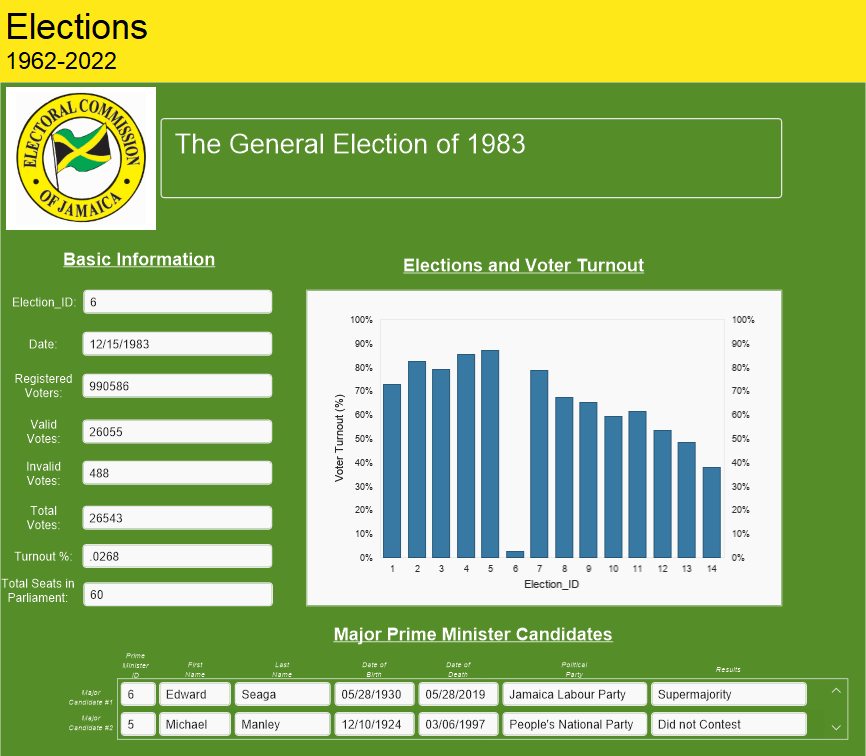 Elections
1962-2022
ELECTORAL COMMISSION
OF JAMAICA
The General Election of 1983
Basic Information
Election_ID: 6
Date: 12/15/1983
Registered
Voters: 990586
Valid
Votes: 26055
Invalid
Votes: 488
Total
Votes: 26543
Turnout %: .0268
Total Seats in
Parliament: 60
Elections and Voter Turnout
Voter Turnout (%)
100% 100%
90% 90%
80% 80%
70% 70%
60% 60%
50% 50%
40% 40%
30% 30%
20% 20%
10% 10%
0% 0%
1 2 3 4 5 6 7 8 9 10 11 12 13 14
Election_ID
Major Prime Minister Candidates
Prime
Minister
ID
First
Name
Last
Name
Date of
Birth
Date of
Death
Political
Party
Results
Major
Candidate #1
6 Edward Seaga 05/28/1930 05/28/2019 Jamaica Labour Party Supermajority
Major
Candidate #2
5 Michael Manley 12/10/1924 03/06/1997 People's National Party Did not Contest